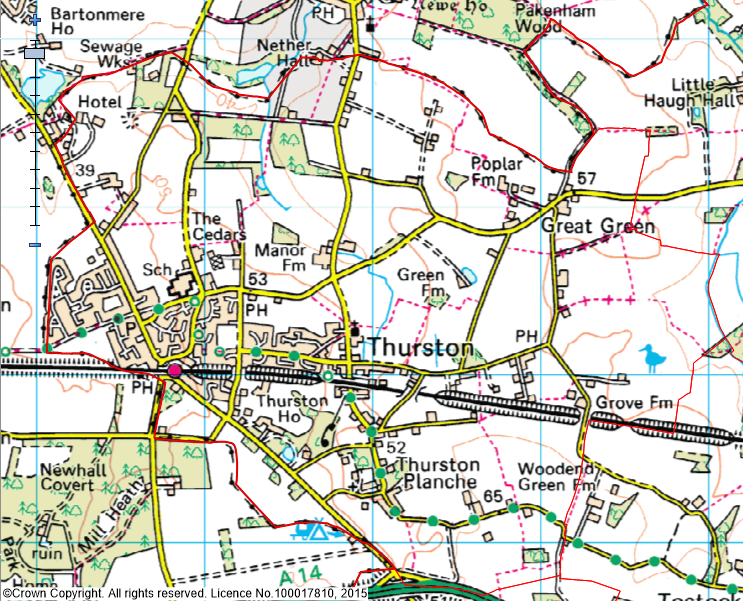 Bartonmere
Ho
PH
Pakenham
Wood
Sewage
Wks
Nether
Hall
Little
Haugh Hall
Hotel
40
39
50
Poplar
Fm
57
The
Cedars
Great Green
Manor
Fm
Sch
53
Green
Fm
n
P
PH
PH
Thurston
PH
Thurston
Ho
Grove Fm
n
52
Newhall
Covert
Thurston
Planche
Woodend
Green Fm
65
Mill Heath
Park
ruin
A 14
©Crown Copyright. All rights reserved. Licence No.100017810, 2015